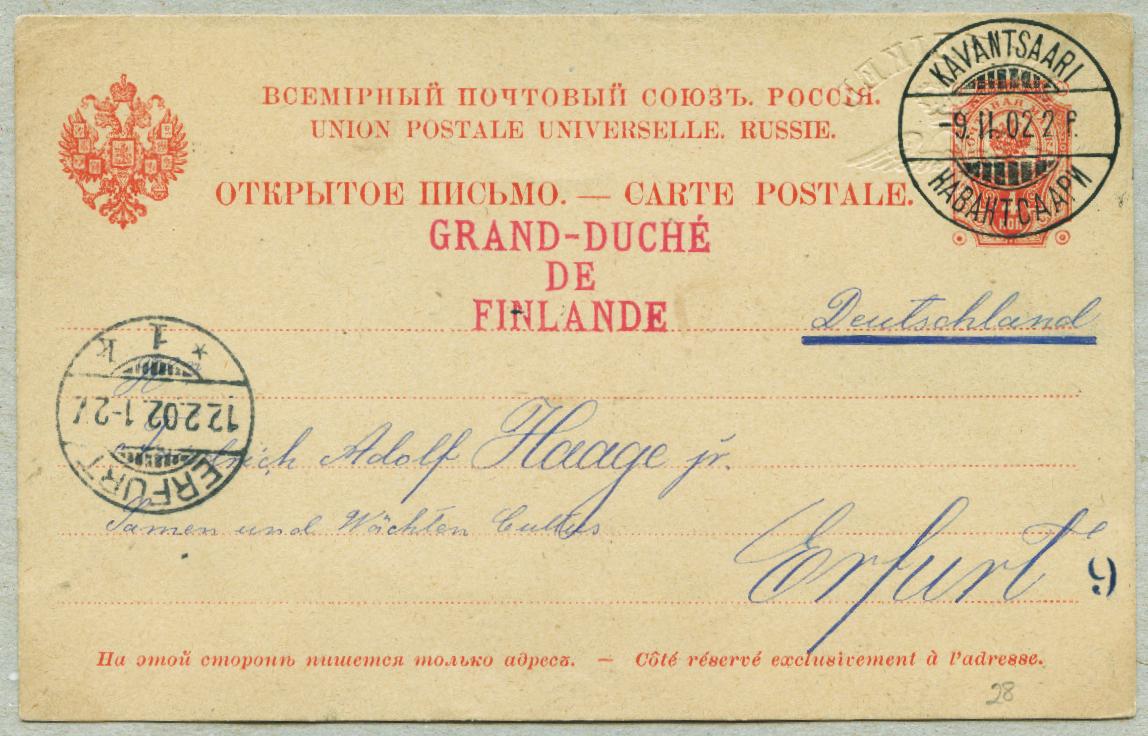 ВСЕМІРНЫЙ ПОЧТОВЫЙ СОЮЗЪ. РОССІЯ.
UNION POSTALE UNIVERSELLE. RUSSIE.
ОТКРЫТОЕ ПИСЬМО. — CARTE POSTALE.
KAVANTSAARI
-9.II.02 2 f.
КАВАНТСААРИ
КОП
GRAND-DUCHÉ
DE
FINLANDE
Deutschland
* 1 k
12.2.02.1-2
ERFURT
Adolf Haage jr.
Samen und
Erfurt
9
На этой сторонѣ пишется только адресъ. — Côté réservé exclusivement à l'adresse.
28